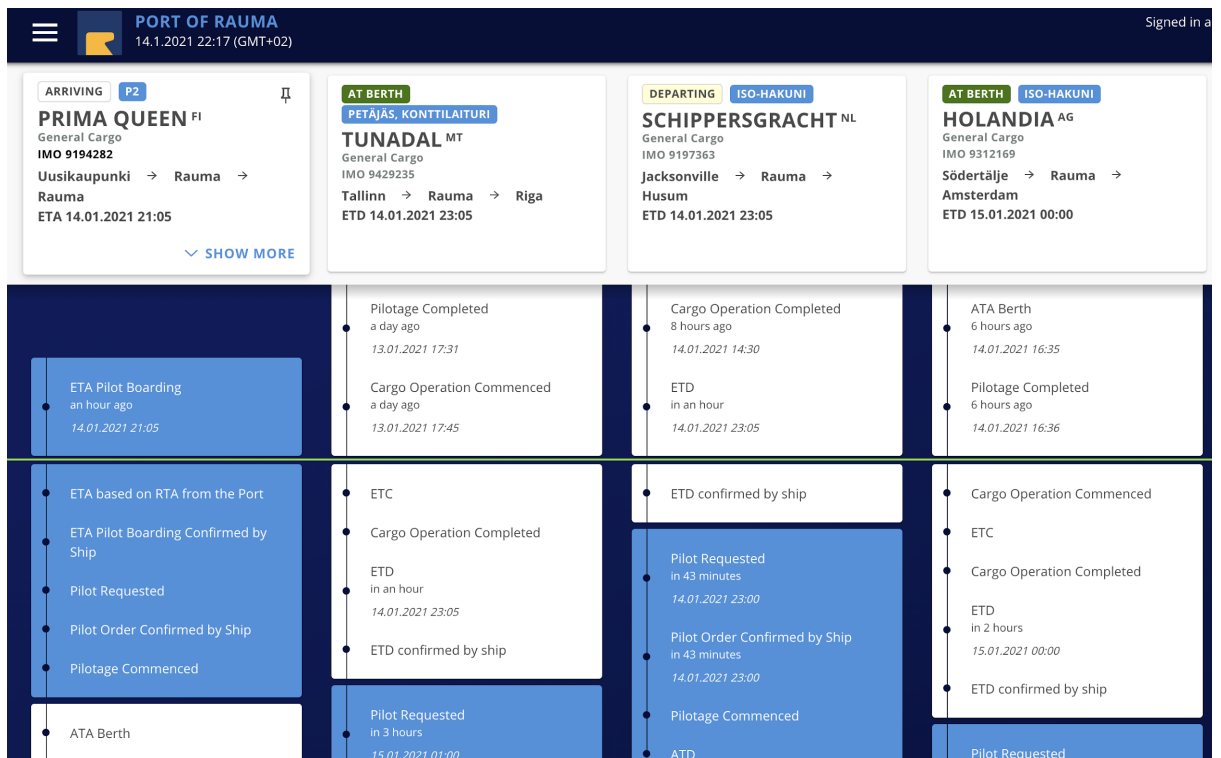 PORT OF RAUMA
14.1.2021 22:17 (GMT+02)
Signed in a
ARRIVING P2
PRIMA QUEEN FI
General Cargo
IMO 9194282
Uusikaupunki → Rauma →
Rauma
ETA 14.01.2021 21:05
SHOW MORE
AT BERTH
PETÄJÄS, KONTTILAITURI
TUNADAL MT
General Cargo
IMO 9429235
Tallinn → Rauma → Riga
ETD 14.01.2021 23:05
DEPARTING ISO-HAKUNI
SCHIPPERSGRACHT NL
General Cargo
IMO 9197363
Jacksonville → Rauma →
Husum
ETD 14.01.2021 23:05
AT BERTH ISO-HAKUNI
HOLANDIA AG
General Cargo
IMO 9312169
Södertälje → Rauma →
Amsterdam
ETD 15.01.2021 00:00
ETA Pilot Boarding
an hour ago
14.01.2021 21:05
ETA based on RTA from the Port
ETA Pilot Boarding Confirmed by
Ship
Pilot Requested
Pilot Order Confirmed by Ship
Pilotage Commenced
ATA Berth
Pilotage Completed
a day ago
13.01.2021 17:31
Cargo Operation Commenced
a day ago
13.01.2021 17:45
ETC
Cargo Operation Completed
ETD
in an hour
14.01.2021 23:05
ETD confirmed by ship
Pilot Requested
in 3 hours
15.01.2021 01:00
Cargo Operation Completed
8 hours ago
14.01.2021 14:30
ETD
in an hour
14.01.2021 23:05
ETD confirmed by ship
Pilot Requested
in 43 minutes
14.01.2021 23:00
Pilot Order Confirmed by Ship
in 43 minutes
14.01.2021 23:00
Pilotage Commenced
ATD
ATA Berth
6 hours ago
14.01.2021 16:35
Pilotage Completed
6 hours ago
14.01.2021 16:36
Cargo Operation Commenced
ETC
Cargo Operation Completed
ETD
in 2 hours
15.01.2021 00:00
ETD confirmed by ship
Pilot Requested